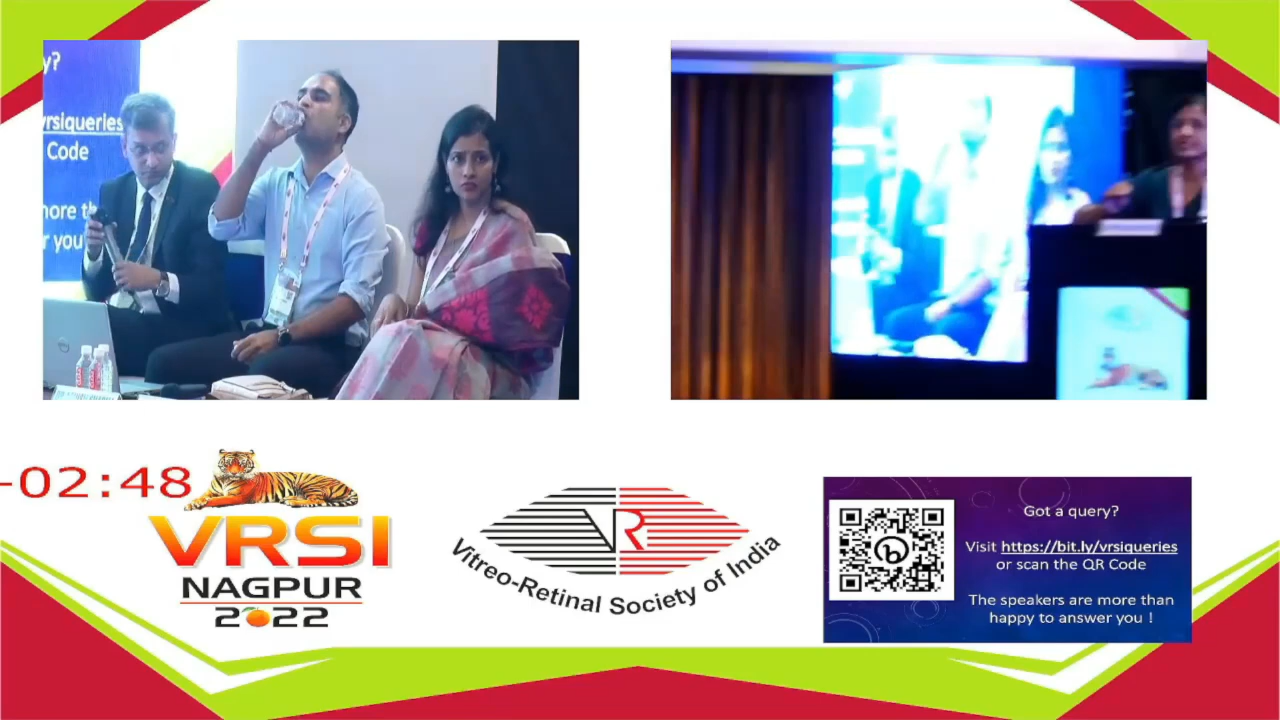 y?
vrsiqueries
Code
more th
r you
-02:48
VRSI
NAGPUR
2022
VR
Vitreo-Retinal Society of India
Got a query?
Visit https://bit.ly/vrsiqueries
or scan the QR Code
The speakers are more than
happy to answer you !